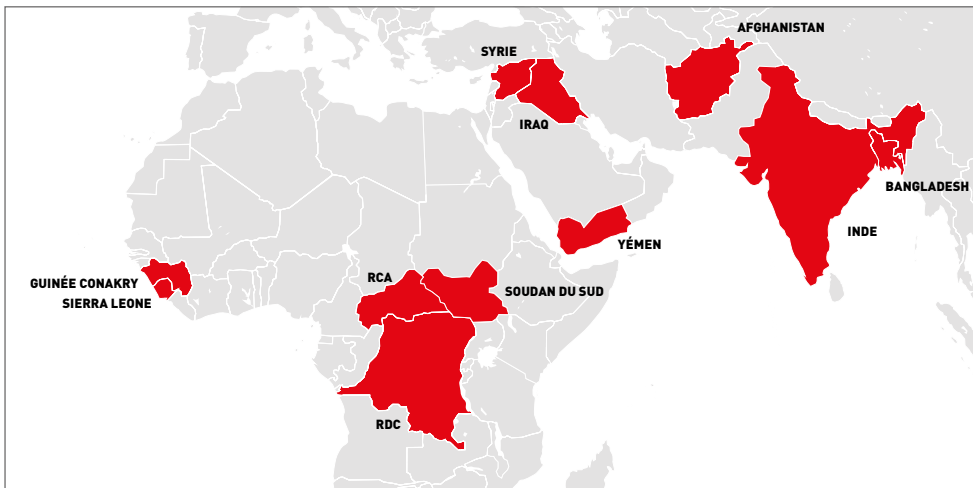 AFGHANISTAN
SYRIE
IRAQ
BANGLADESH
INDE
YÉMEN
RCA
SOUDAN DU SUD
GUINÉE CONAKRY
SIERRA LEONE
RDC